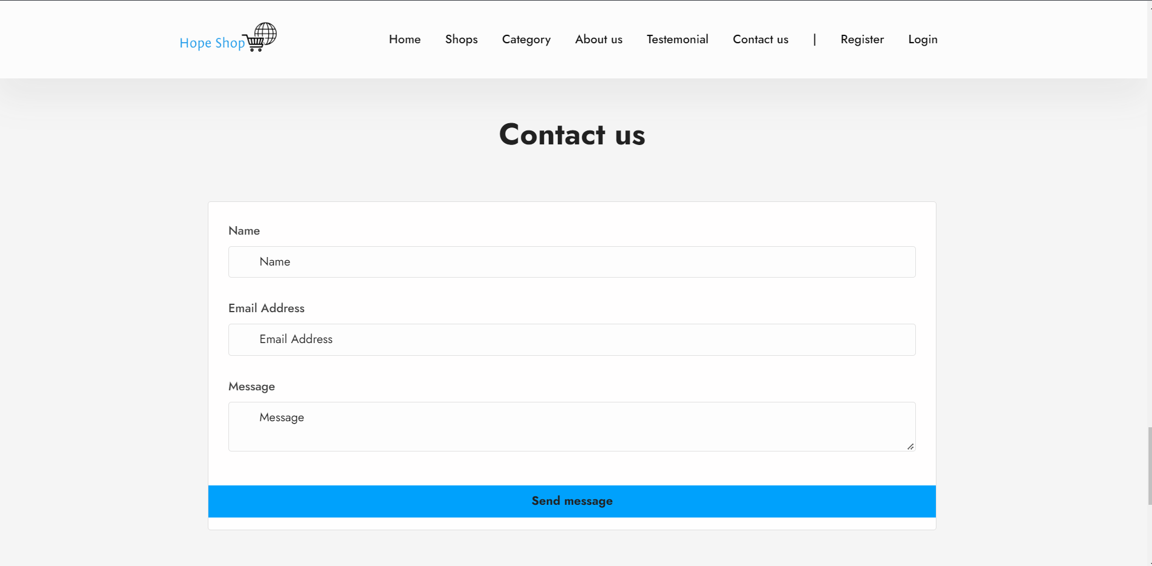 Hope Shop
Home Shops Category About us Testemonial Contact us | Register Login
Contact us
Name
Name
Email Address
Email Address
Message
Message
Send message